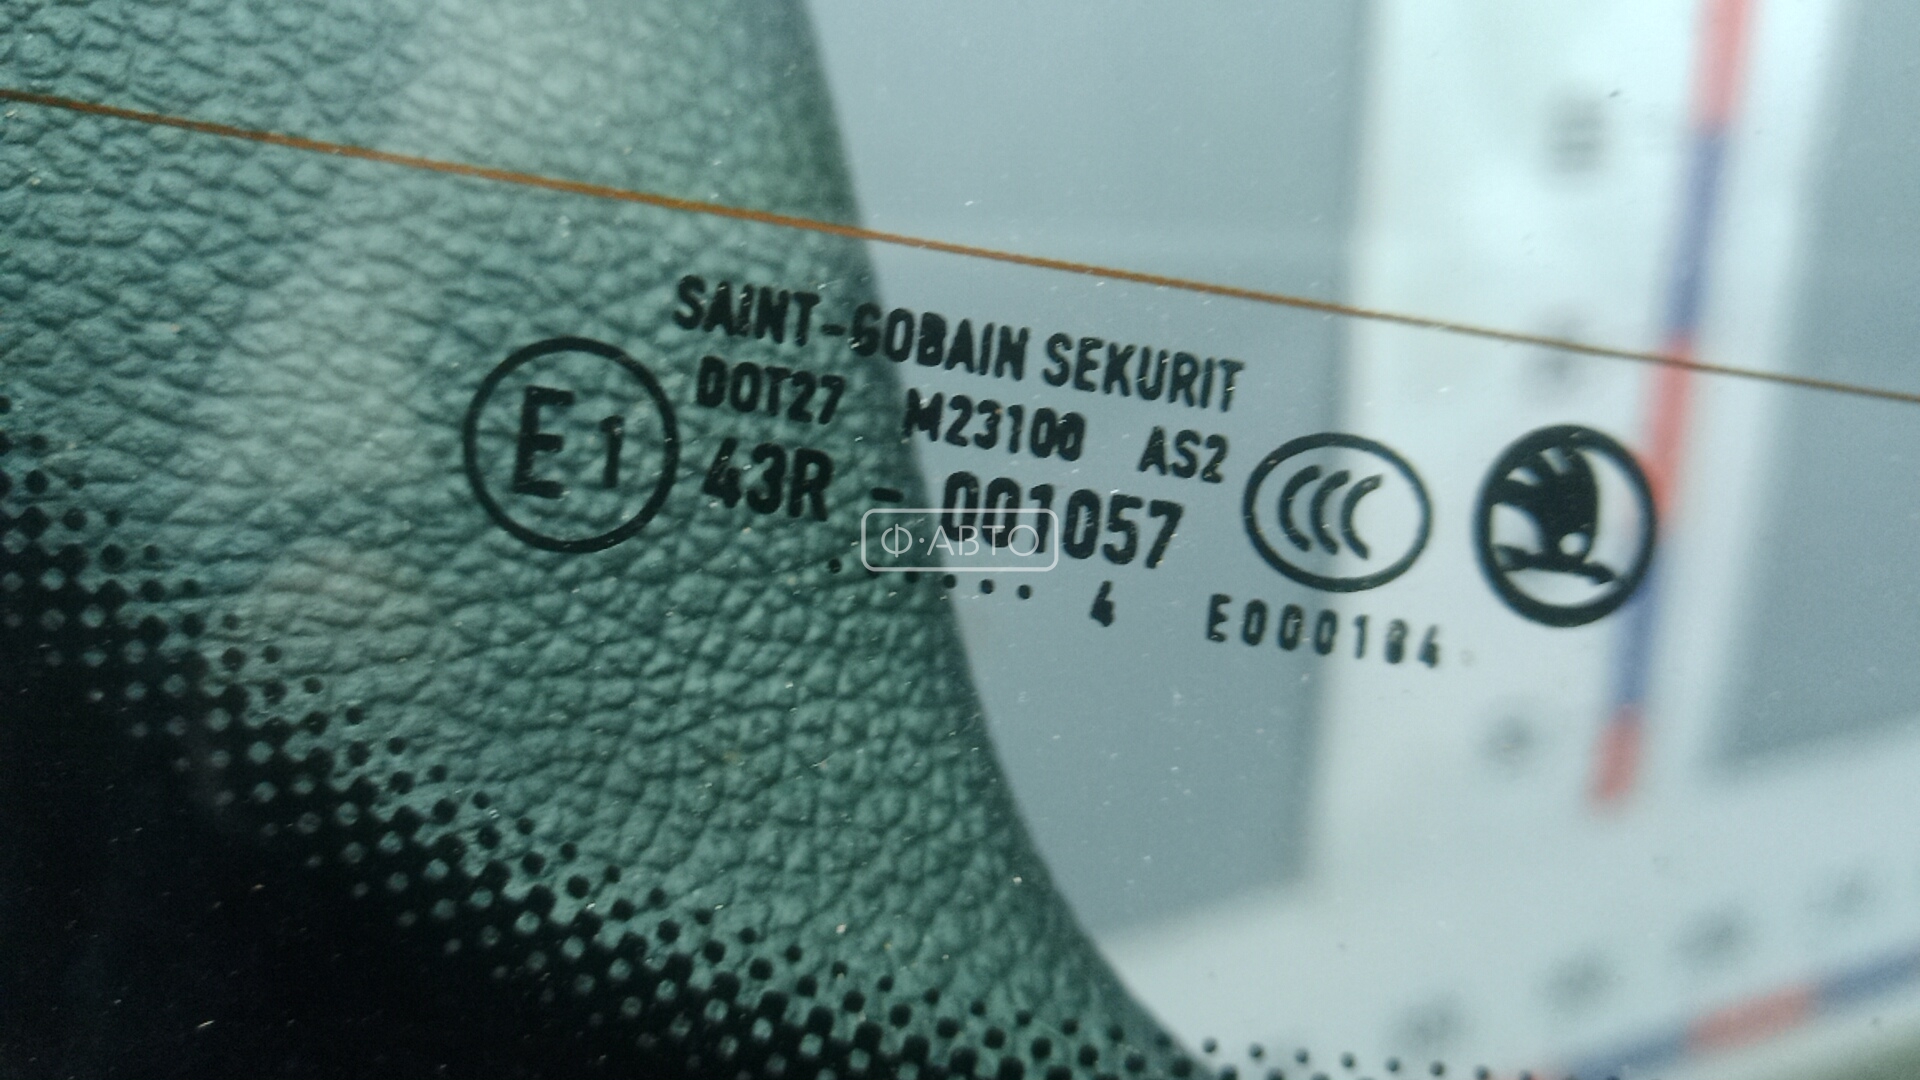 SAINT-GOBAIN SEKURIT
DOT27 M23100 AS2
E1 43R - 001057
Ф·АВТО
...... 4 E000184